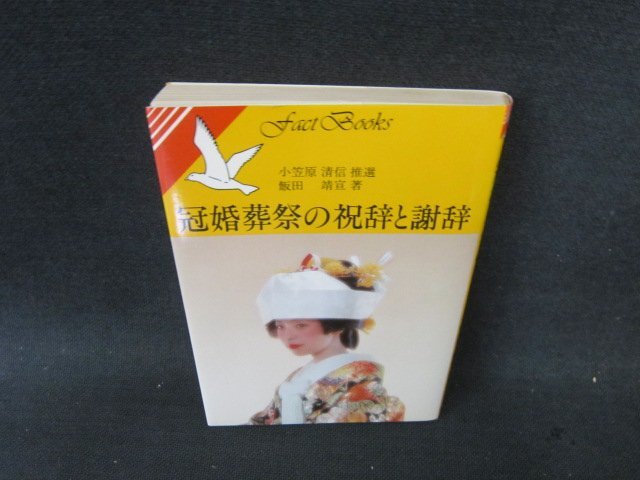 Fact Books
小笠原 清信 推選
飯田 靖宣 著
冠婚葬祭の祝辞と謝辞